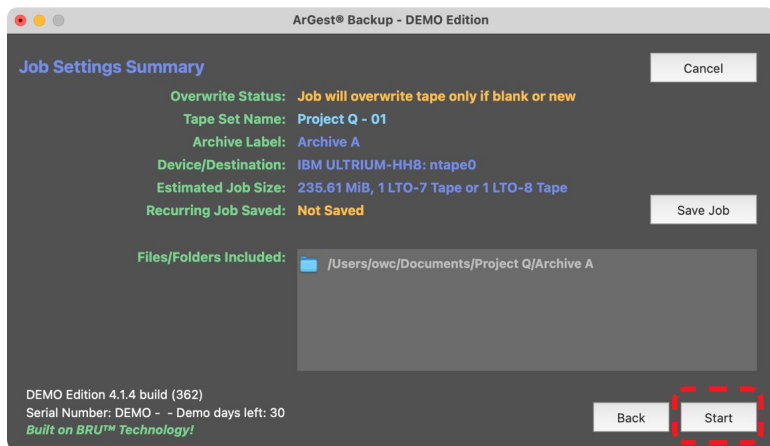 ArGest® Backup - DEMO Edition
Job Settings Summary
Cancel
Overwrite Status: Job will overwrite tape only if blank or new
Tape Set Name: Project Q - 01
Archive Label: Archive A
Device/Destination: IBM ULTRIUM-HH8: ntape0
Estimated Job Size: 235.61 MiB, 1 LTO-7 Tape or 1 LTO-8 Tape
Recurring Job Saved: Not Saved
Save Job
Files/Folders Included: /Users/owc/Documents/Project Q/Archive A
DEMO Edition 4.1.4 build (362)
Serial Number: DEMO - - Demo days left: 30
Built on BRU™ Technology!
Back
Start